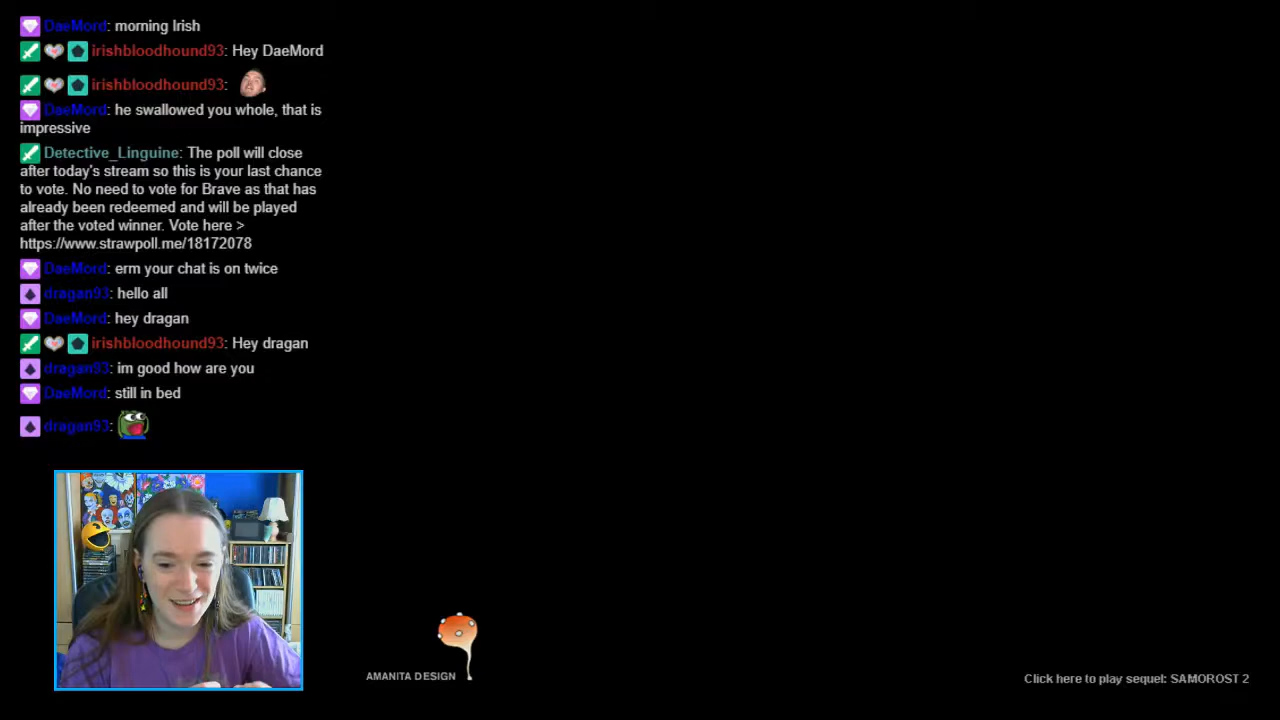 DaeMord: morning Irish
irishbloodhound93: Hey DaeMord
irishbloodhound93:
DaeMord: he swallowed you whole, that is
impressive
Detective_Linguine: The poll will close
after today's stream so this is your last chance
to vote. No need to vote for Brave as that has
already been redeemed and will be played
after the voted winner. Vote here >
https://www.strawpoll.me/18172078
DaeMord: erm your chat is on twice
dragan93: hello all
DaeMord: hey dragan
irishbloodhound93: Hey dragan
dragan93: im good how are you
DaeMord: still in bed
dragan93:
AMANITA DESIGN
Click here to play sequel: SAMOROST 2